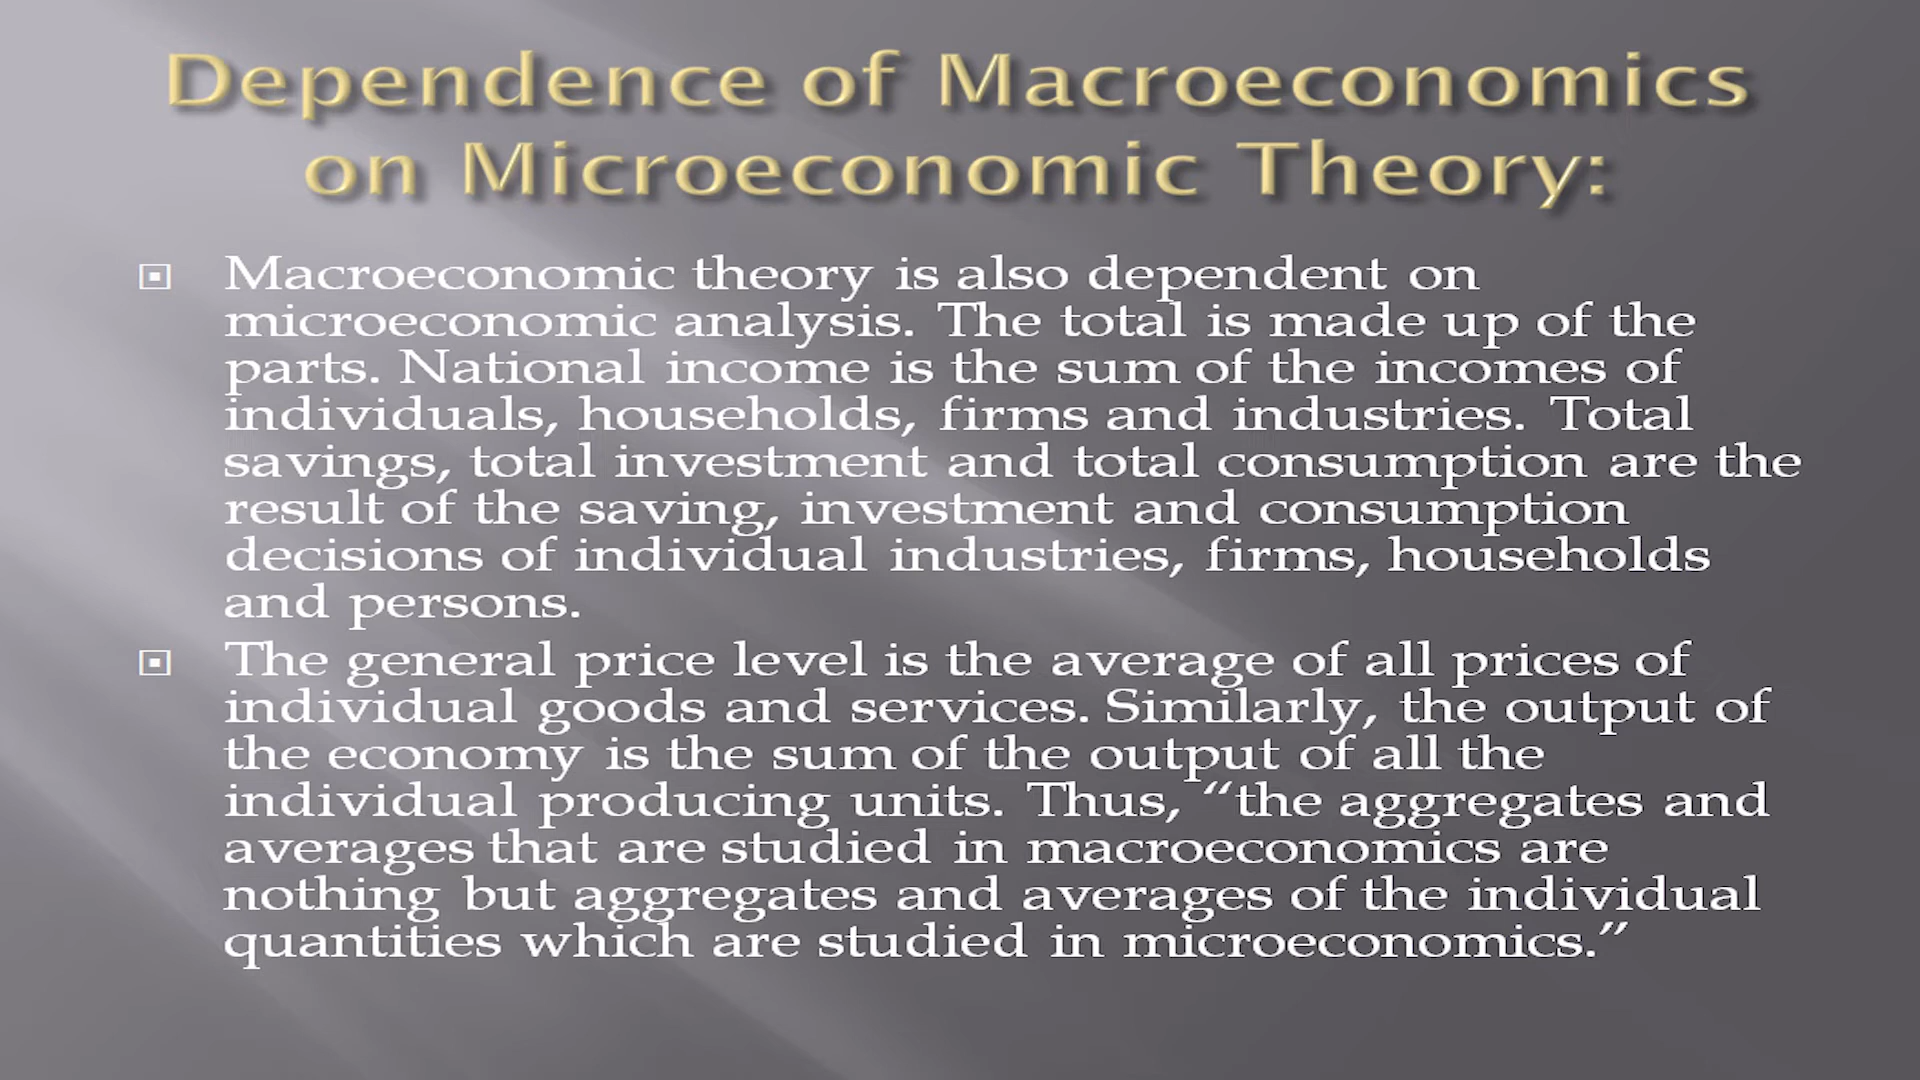 Dependence of Macroeconomics
on Microeconomic Theory:
Macroeconomic theory is also dependent on
microeconomic analysis. The total is made up of the
parts. National income is the sum of the incomes of
individuals, households, firms and industries. Total
savings, total investment and total consumption are the
result of the saving, investment and consumption
decisions of individual industries, firms, households
and persons.
The general price level is the average of all prices of
individual goods and services. Similarly, the output of
the economy is the sum of the output of all the
individual producing units. Thus, “the aggregates and
averages that are studied in macroeconomics are
nothing but aggregates and averages of the individual
quantities which are studied in microeconomics.”